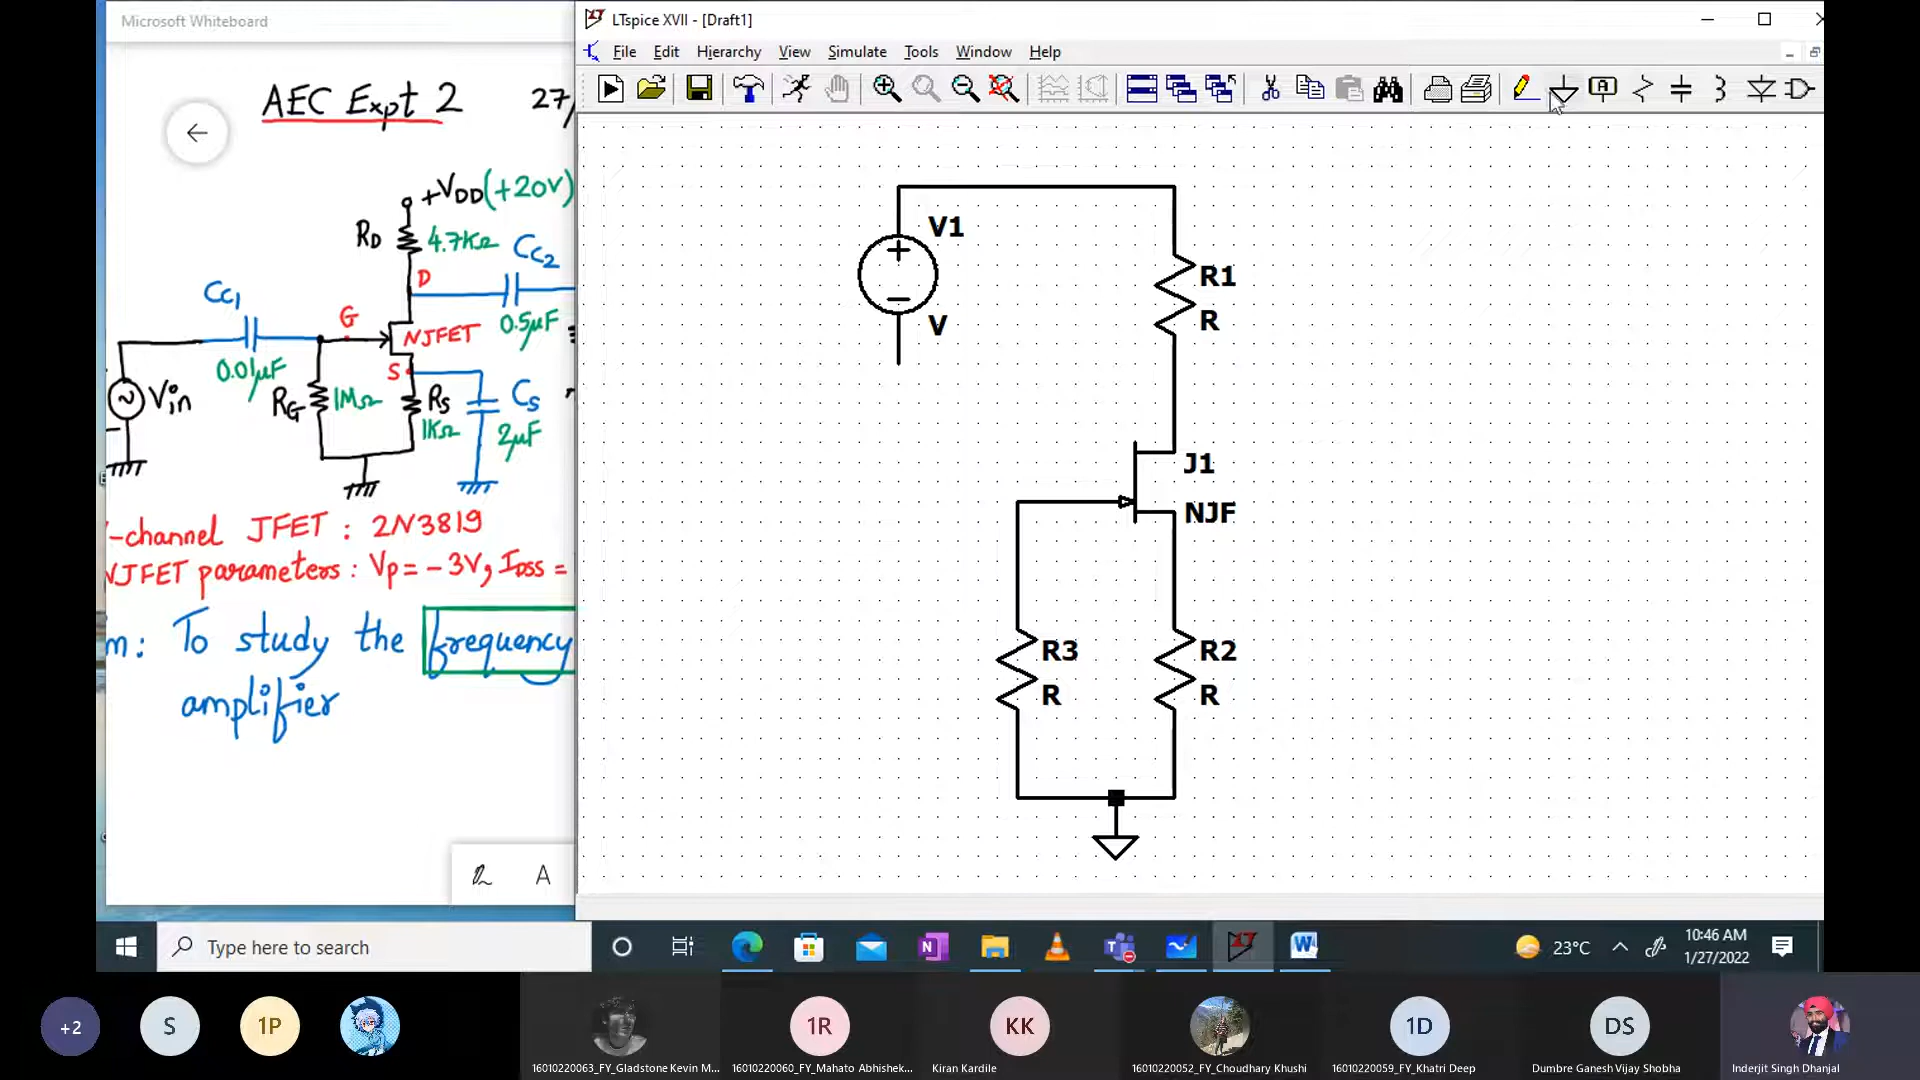 Microsoft Whiteboard
AEC Expt 2 27/
+VDD(+20V)
RD 4.7KΩ
CC2
D
CC1
G
NJFET
0.5µF
0.01µF
S
Vin
RG 1MΩ
RS
1KΩ
CS
2µF
-channel JFET : 2N3819
NJFET parameters : Vp = -3V, IDSS =
m: To study the frequency
amplifier
A
LTspice XVII - [Draft1]
File Edit Hierarchy View Simulate Tools Window Help
V1
V
R1
R
J1
NJF
R3
R
R2
R
Type here to search
23°C
10:46 AM
1/27/2022
+2
S
1P
1R
KK
1D
DS
16010220063_FY_Gladstone Kevin M...
16010220060_FY_Mahato Abhishek...
Kiran Kardile
16010220052_FY_Choudhary Khushi
16010220059_FY_Khatri Deep
Dumbre Ganesh Vijay Shobha
Inderjit Singh Dhanjal